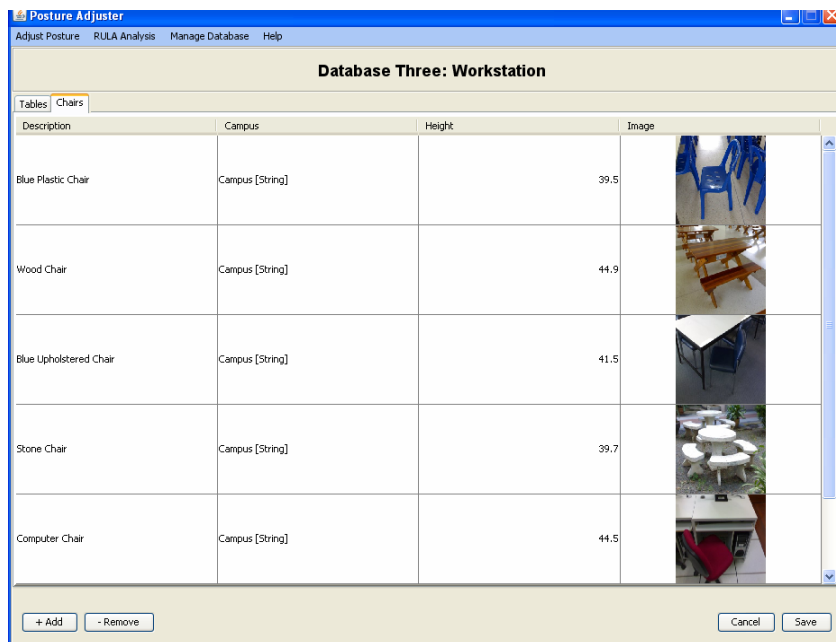 Posture Adjuster
Adjust Posture RULA Analysis Manage Database Help
Database Three: Workstation
Tables Chairs
Description Campus Height Image
Blue Plastic Chair Campus [String] 39.5
Wood Chair Campus [String] 44.9
Blue Upholstered Chair Campus [String] 41.5
Stone Chair Campus [String] 39.7
Computer Chair Campus [String] 44.5
+ Add - Remove Cancel Save